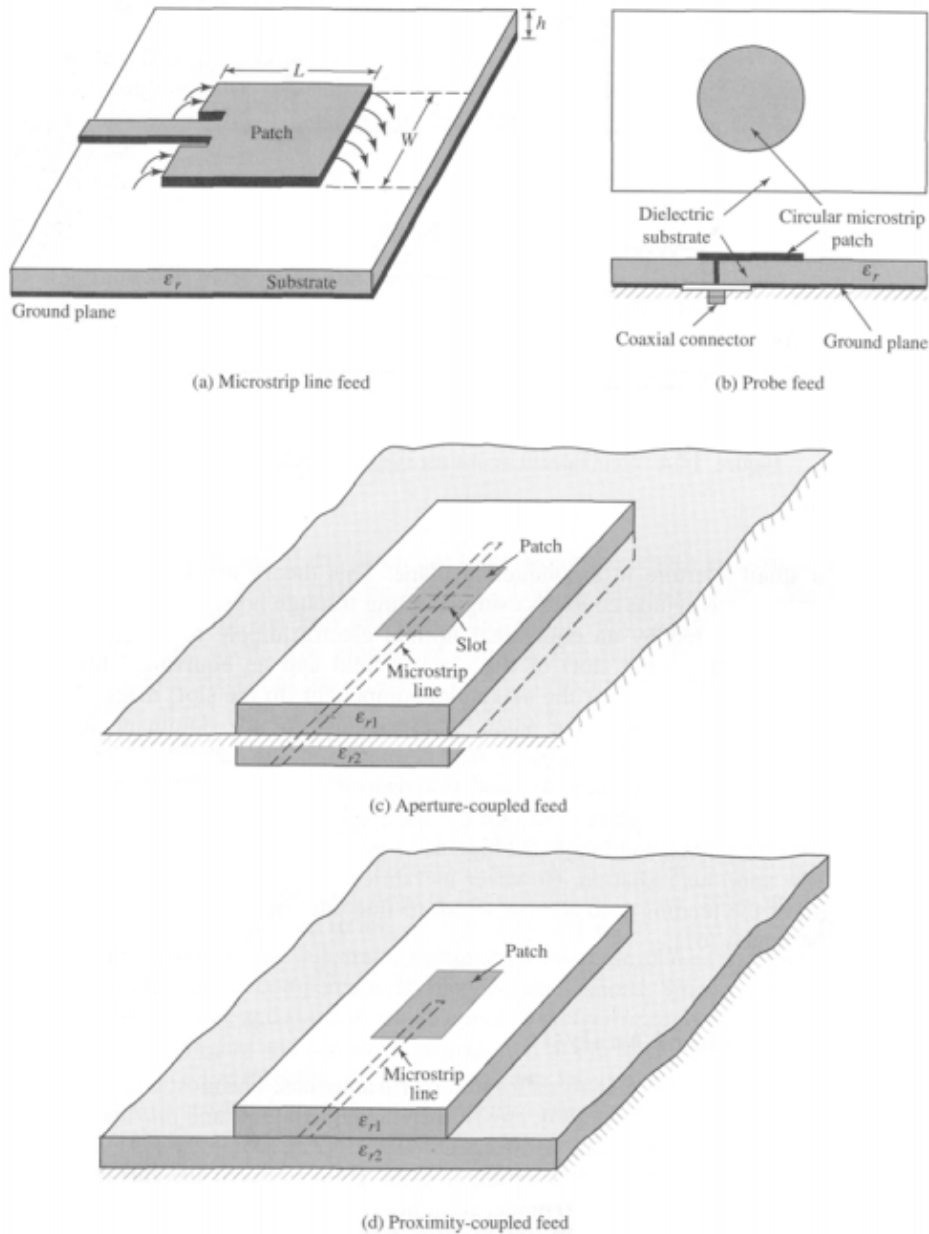 h
L
W
Patch
εr
Substrate
Ground plane
(a) Microstrip line feed
Dielectric
substrate
Circular microstrip
patch
εr
Coaxial connector
Ground plane
(b) Probe feed
Patch
Slot
Microstrip
line
εr1
εr2
(c) Aperture-coupled feed
Patch
Microstrip
line
εr1
εr2
(d) Proximity-coupled feed